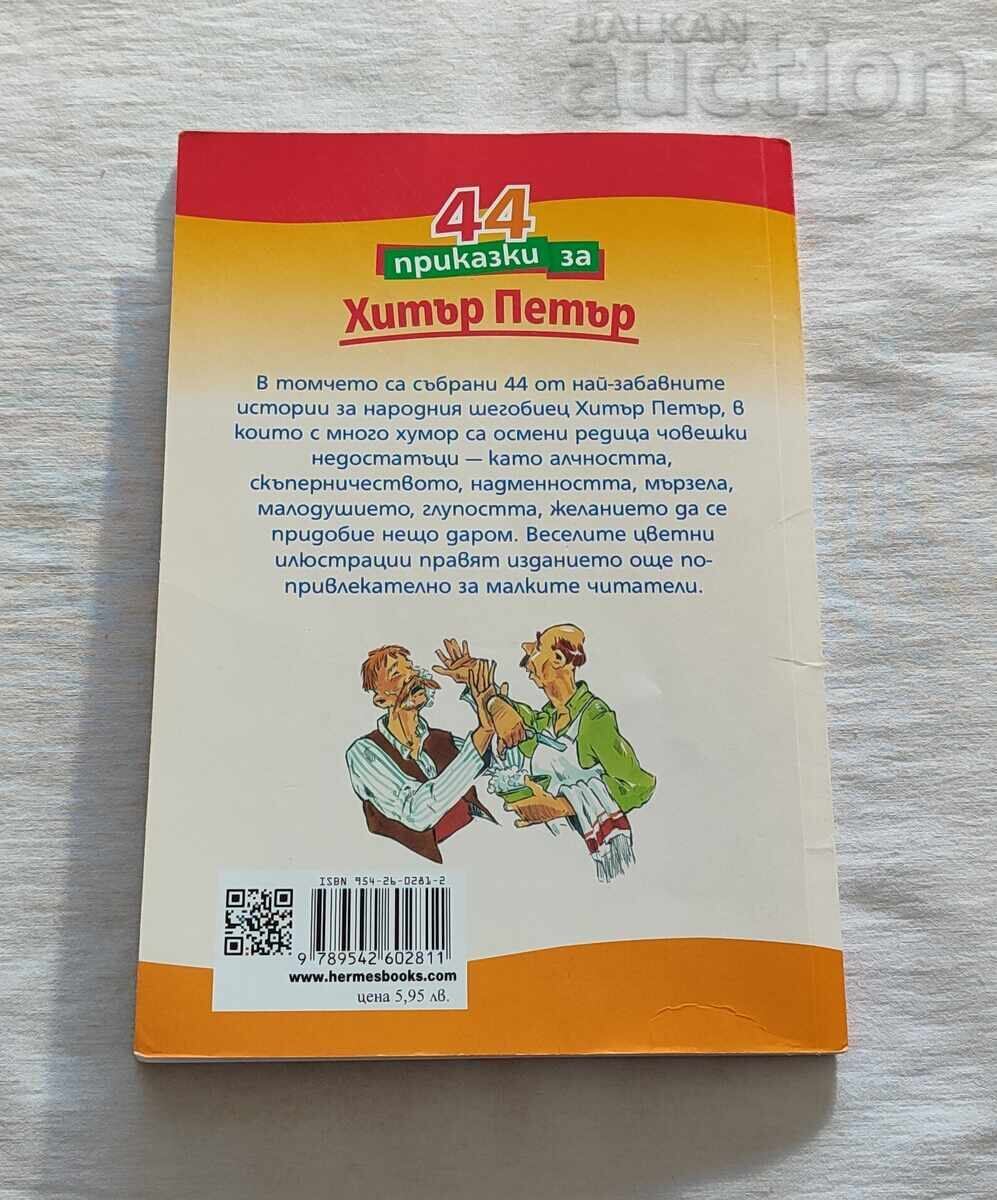 BALKAN
auction
44
приказки за
Хитър Петър
В томчето са събрани 44 от най-забавните
истории за народния шегобиец Хитър Петър, в
които с много хумор са осмени редица човешки
недостатъци – като алчността,
скъперничеството, надменността, мързела,
малодушието, глупостта, желанието да се
придобие нещо даром. Веселите цветни
илюстрации правят изданието още по-
привлекателно за малките читатели.
ISBN 954-26-0281-2
9 789542 602811
www.hermesbooks.com
цена 5,95 лв.